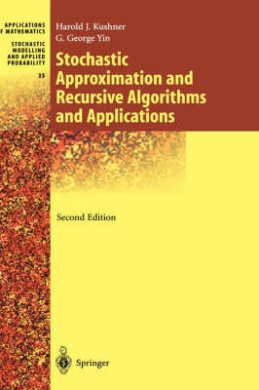 APPLICATIONS
OF MATHEMATICS
STOCHASTIC
MODELLING
AND APPLIED
PROBABILITY
35
Harold J. Kushner
G. George Yin
Stochastic
Approximation and
Recursive Algorithms
and Applications
Second Edition
Springer